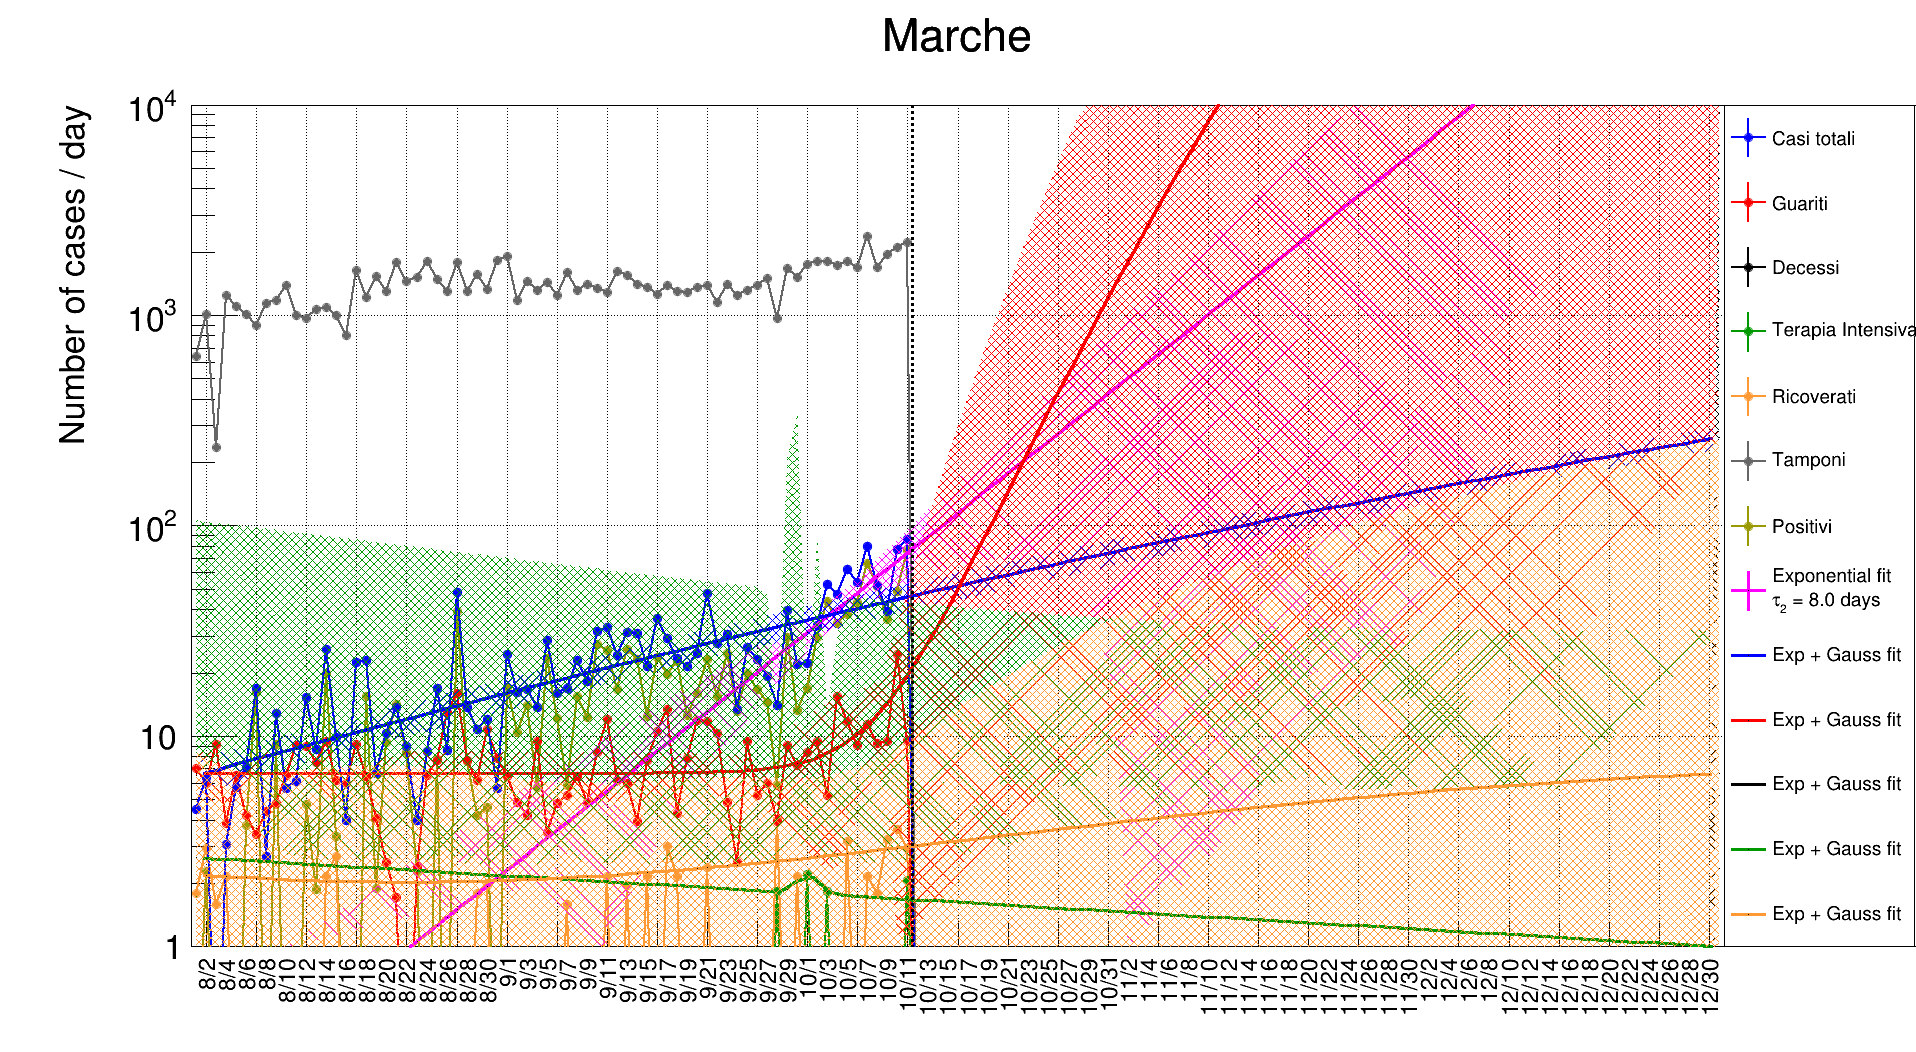 Marche
Number of cases / day
10^4
10^3
10^2
10
1
8/2 8/4 8/6 8/8 8/10 8/12 8/14 8/16 8/18 8/20 8/22 8/24 8/26 8/28 8/30 9/1 9/3 9/5 9/7 9/9 9/11 9/13 9/15 9/17 9/19 9/21 9/23 9/25 9/27 9/29 10/1 10/3 10/5 10/7 10/9 10/11 10/13 10/15 10/17 10/19 10/21 10/23 10/25 10/27 10/29 10/31 11/2 11/4 11/6 11/8 11/10 11/12 11/14 11/16 11/18 11/20 11/22 11/24 11/26 11/28 11/30 12/2 12/4 12/6 12/8 12/10 12/12 12/14 12/16 12/18 12/20 12/22 12/24 12/26 12/28 12/30
Casi totali
Guariti
Decessi
Terapia Intensiva
Ricoverati
Tamponi
Positivi
Exponential fit
τ2 = 8.0 days
Exp + Gauss fit
Exp + Gauss fit
Exp + Gauss fit
Exp + Gauss fit
Exp + Gauss fit